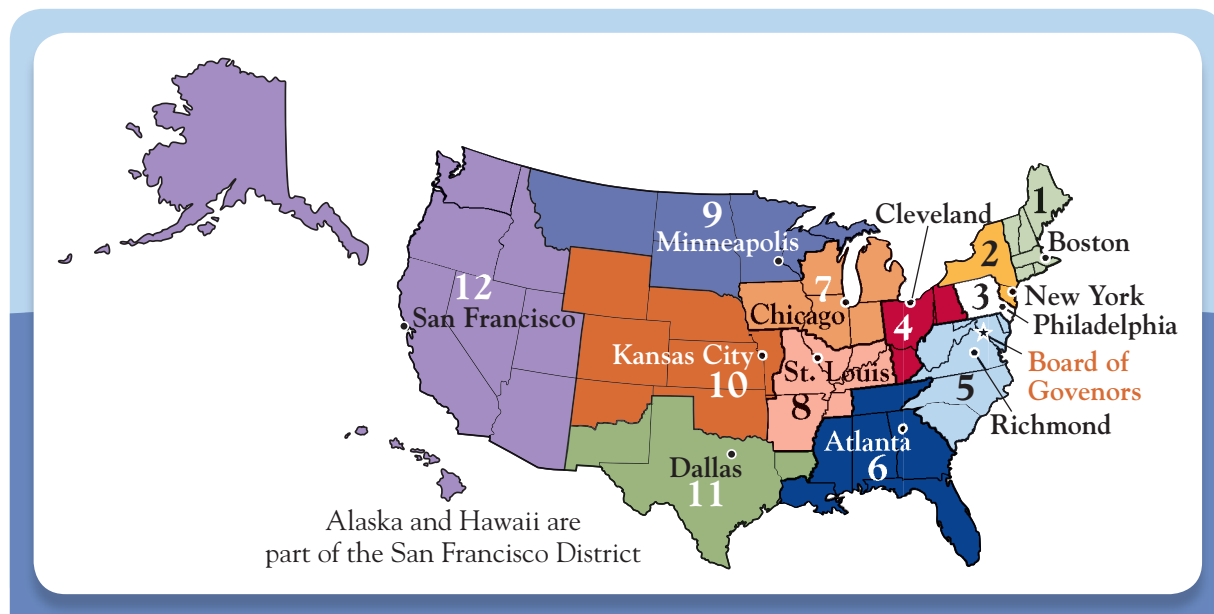 1
Cleveland
9
2
Boston
Minneapolis
12
7
3
New York
San Francisco
Chicago
4
Philadelphia
Kansas City
10
St. Louis
Board of
Govenors
8
5
Richmond
Atlanta
6
Dallas
11
Alaska and Hawaii are
part of the San Francisco District